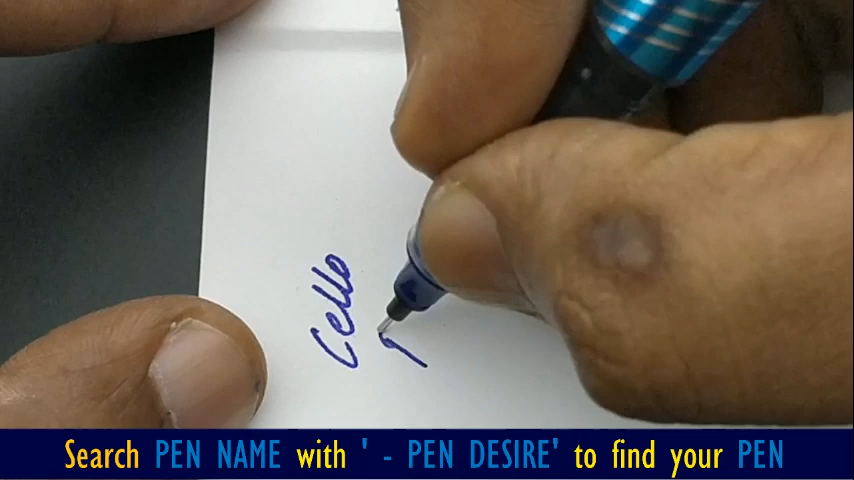 Cello
Search PEN NAME with ' - PEN DESIRE' to find your PEN